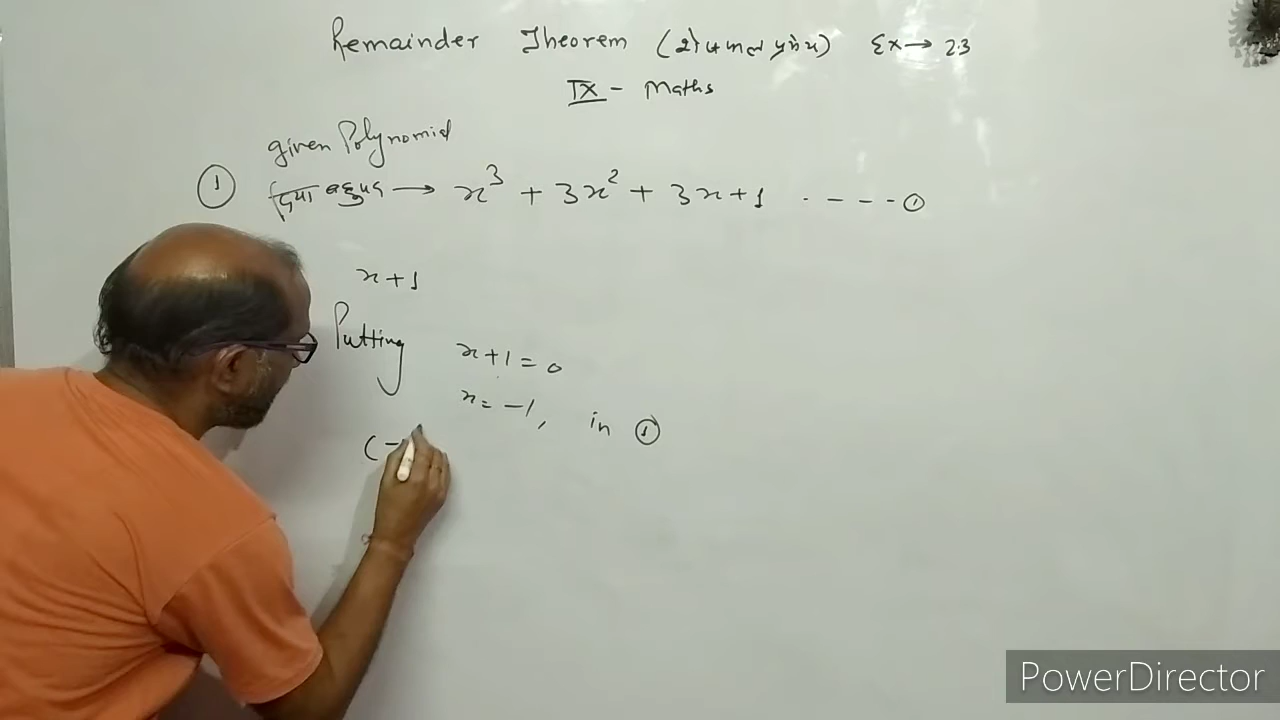 Remainder Theorem (शेषफल प्रमेय) Ex → 2.3
IX - Maths
given Polynomial
① दिया बहुपद → x³ + 3x² + 3x + 1 . - - - - ①
x + 1
Putting x + 1 = 0
x = -1, in ①
(-
PowerDirector